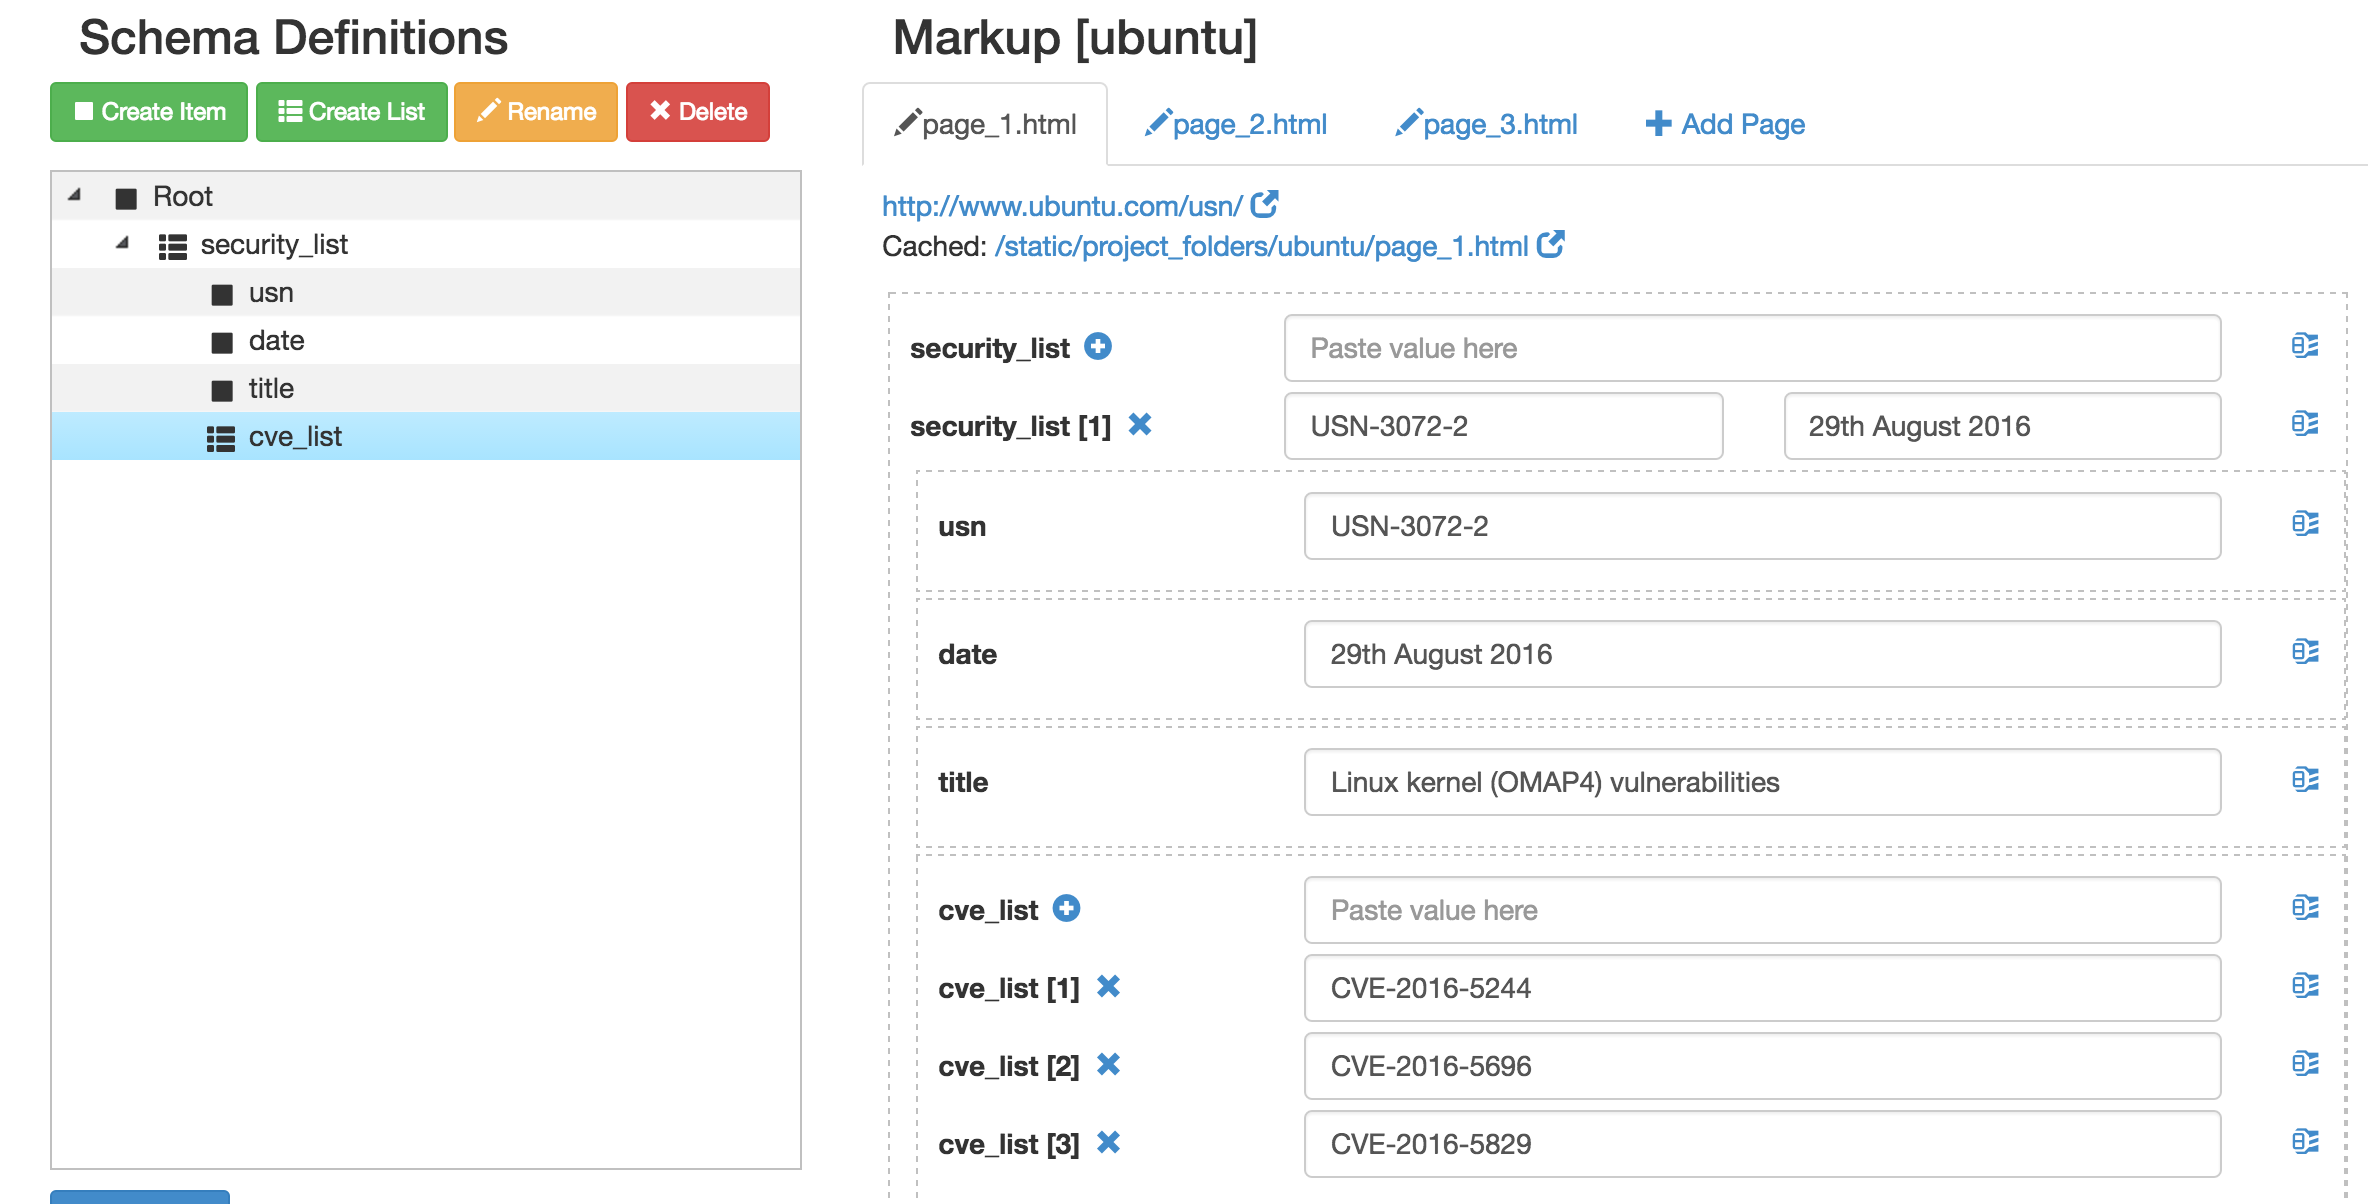 Schema Definitions
Create Item Create List Rename Delete
Root
security_list
usn
date
title
cve_list
Markup [ubuntu]
page_1.html page_2.html page_3.html Add Page
http://www.ubuntu.com/usn/
Cached: /static/project_folders/ubuntu/page_1.html
security_list Paste value here
security_list [1] USN-3072-2 29th August 2016
usn USN-3072-2
date 29th August 2016
title Linux kernel (OMAP4) vulnerabilities
cve_list Paste value here
cve_list [1] CVE-2016-5244
cve_list [2] CVE-2016-5696
cve_list [3] CVE-2016-5829